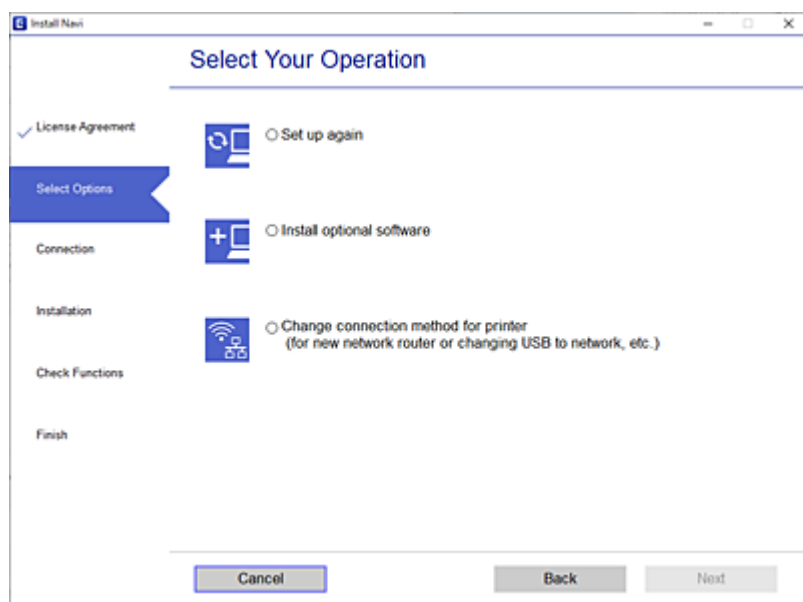 Install Navi
Select Your Operation
License Agreement
Select Options
Connection
Installation
Check Functions
Finish
Set up again
Install optional software
Change connection method for printer
(for new network router or changing USB to network, etc.)
Cancel
Back
Next